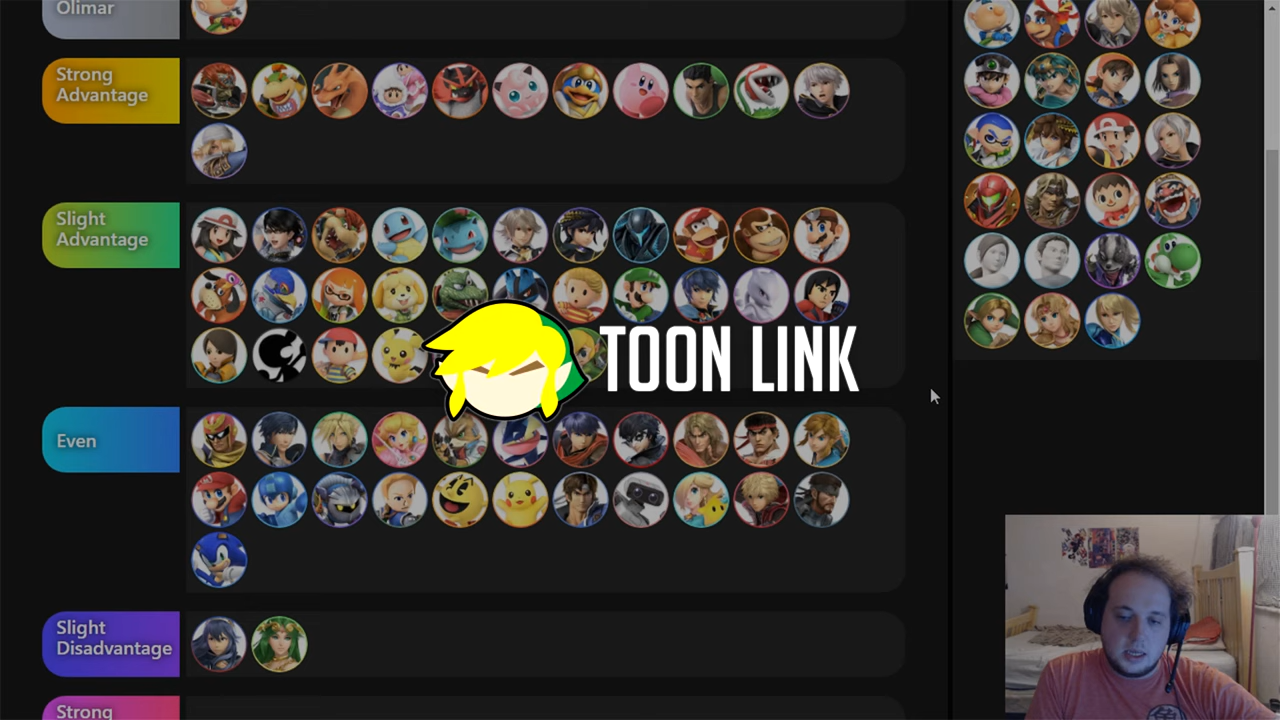 Olimar
Strong
Advantage
Slight
Advantage
TOON LINK
Even
Slight
Disadvantage
Strong